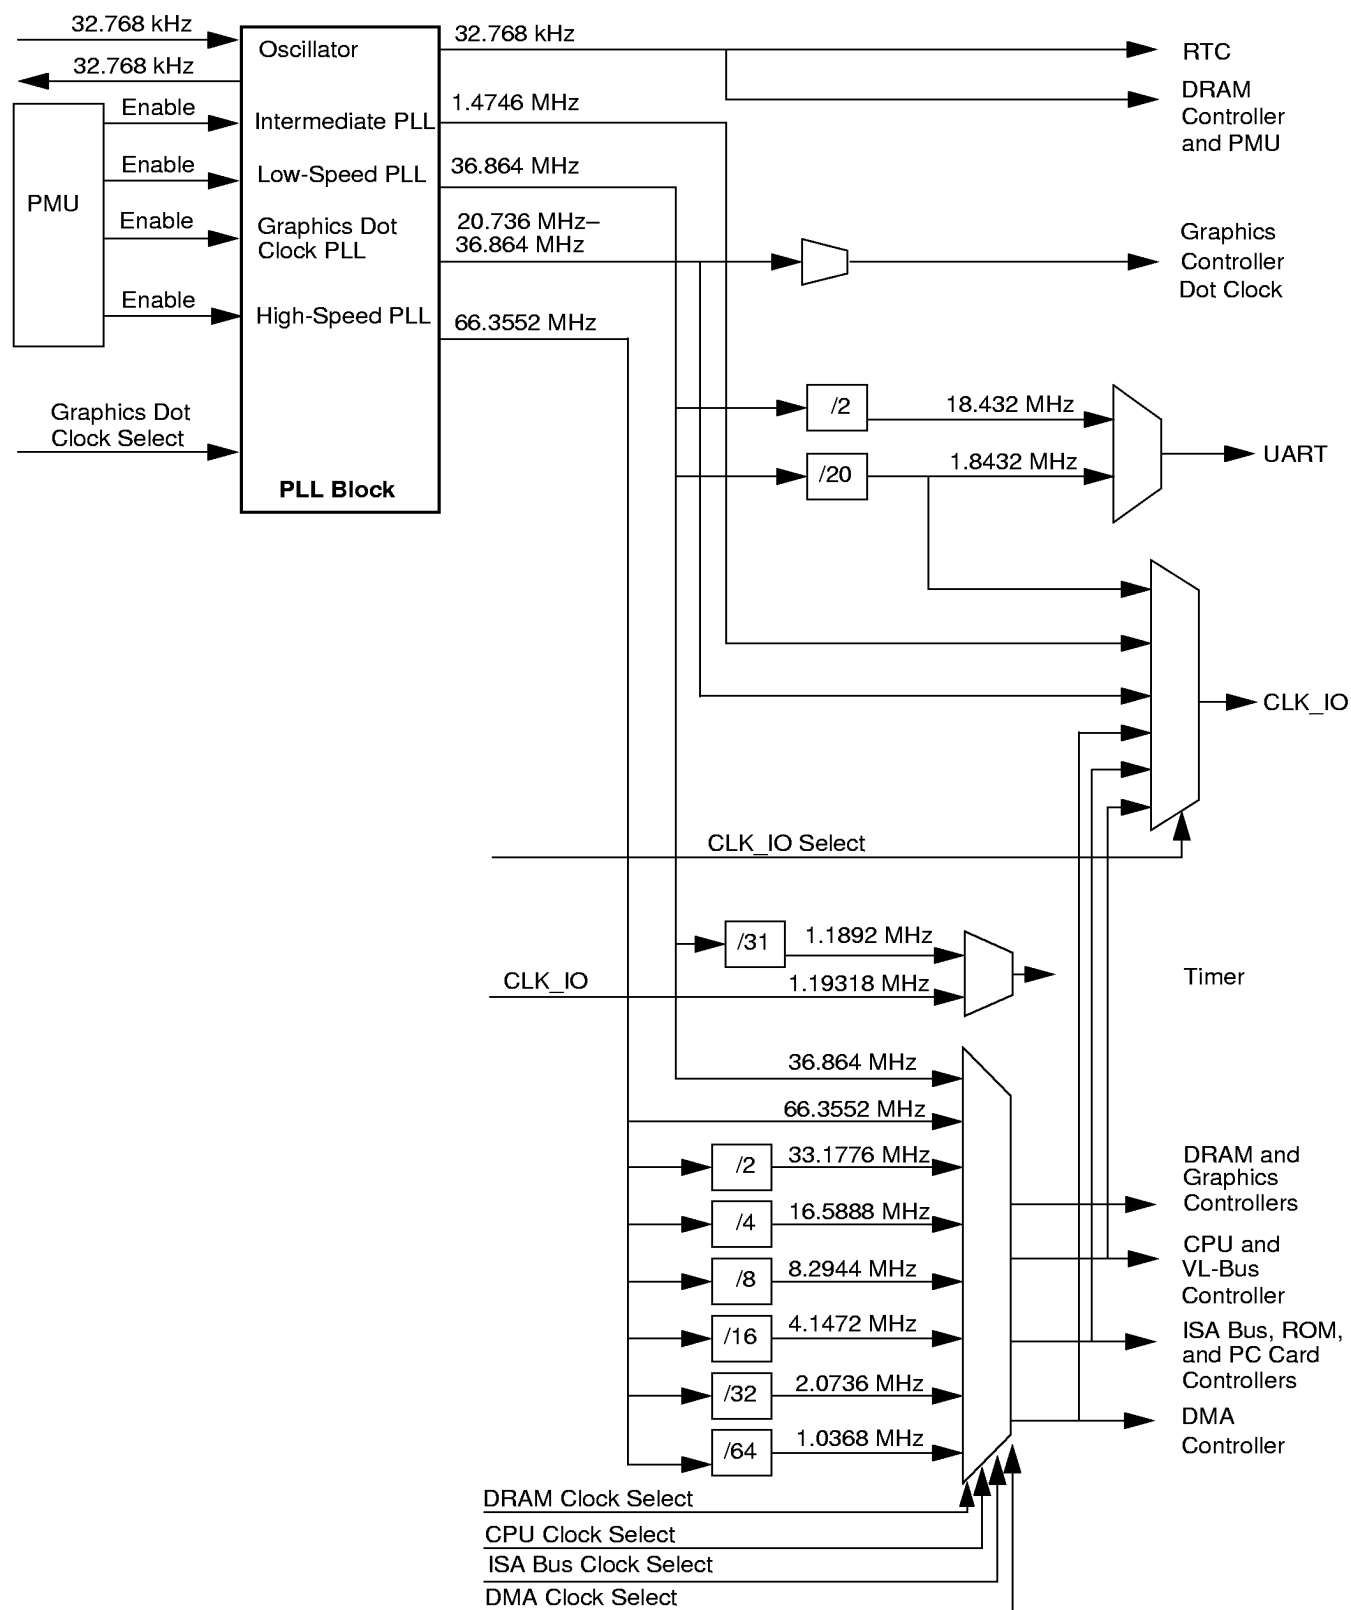 32.768 kHz
32.768 kHz
Enable
Enable
Enable
Enable
PMU
Graphics Dot
Clock Select
Oscillator
Intermediate PLL
Low-Speed PLL
Graphics Dot
Clock PLL
High-Speed PLL
PLL Block
32.768 kHz
1.4746 MHz
36.864 MHz
20.736 MHz–
36.864 MHz
66.3552 MHz
RTC
DRAM
Controller
and PMU
Graphics
Controller
Dot Clock
/2
18.432 MHz
/20
1.8432 MHz
UART
CLK_IO
CLK_IO Select
/31
1.1892 MHz
CLK_IO
1.19318 MHz
Timer
36.864 MHz
66.3552 MHz
/2
33.1776 MHz
/4
16.5888 MHz
/8
8.2944 MHz
/16
4.1472 MHz
/32
2.0736 MHz
/64
1.0368 MHz
DRAM and
Graphics
Controllers
CPU and
VL-Bus
Controller
ISA Bus, ROM,
and PC Card
Controllers
DMA
Controller
DRAM Clock Select
CPU Clock Select
ISA Bus Clock Select
DMA Clock Select